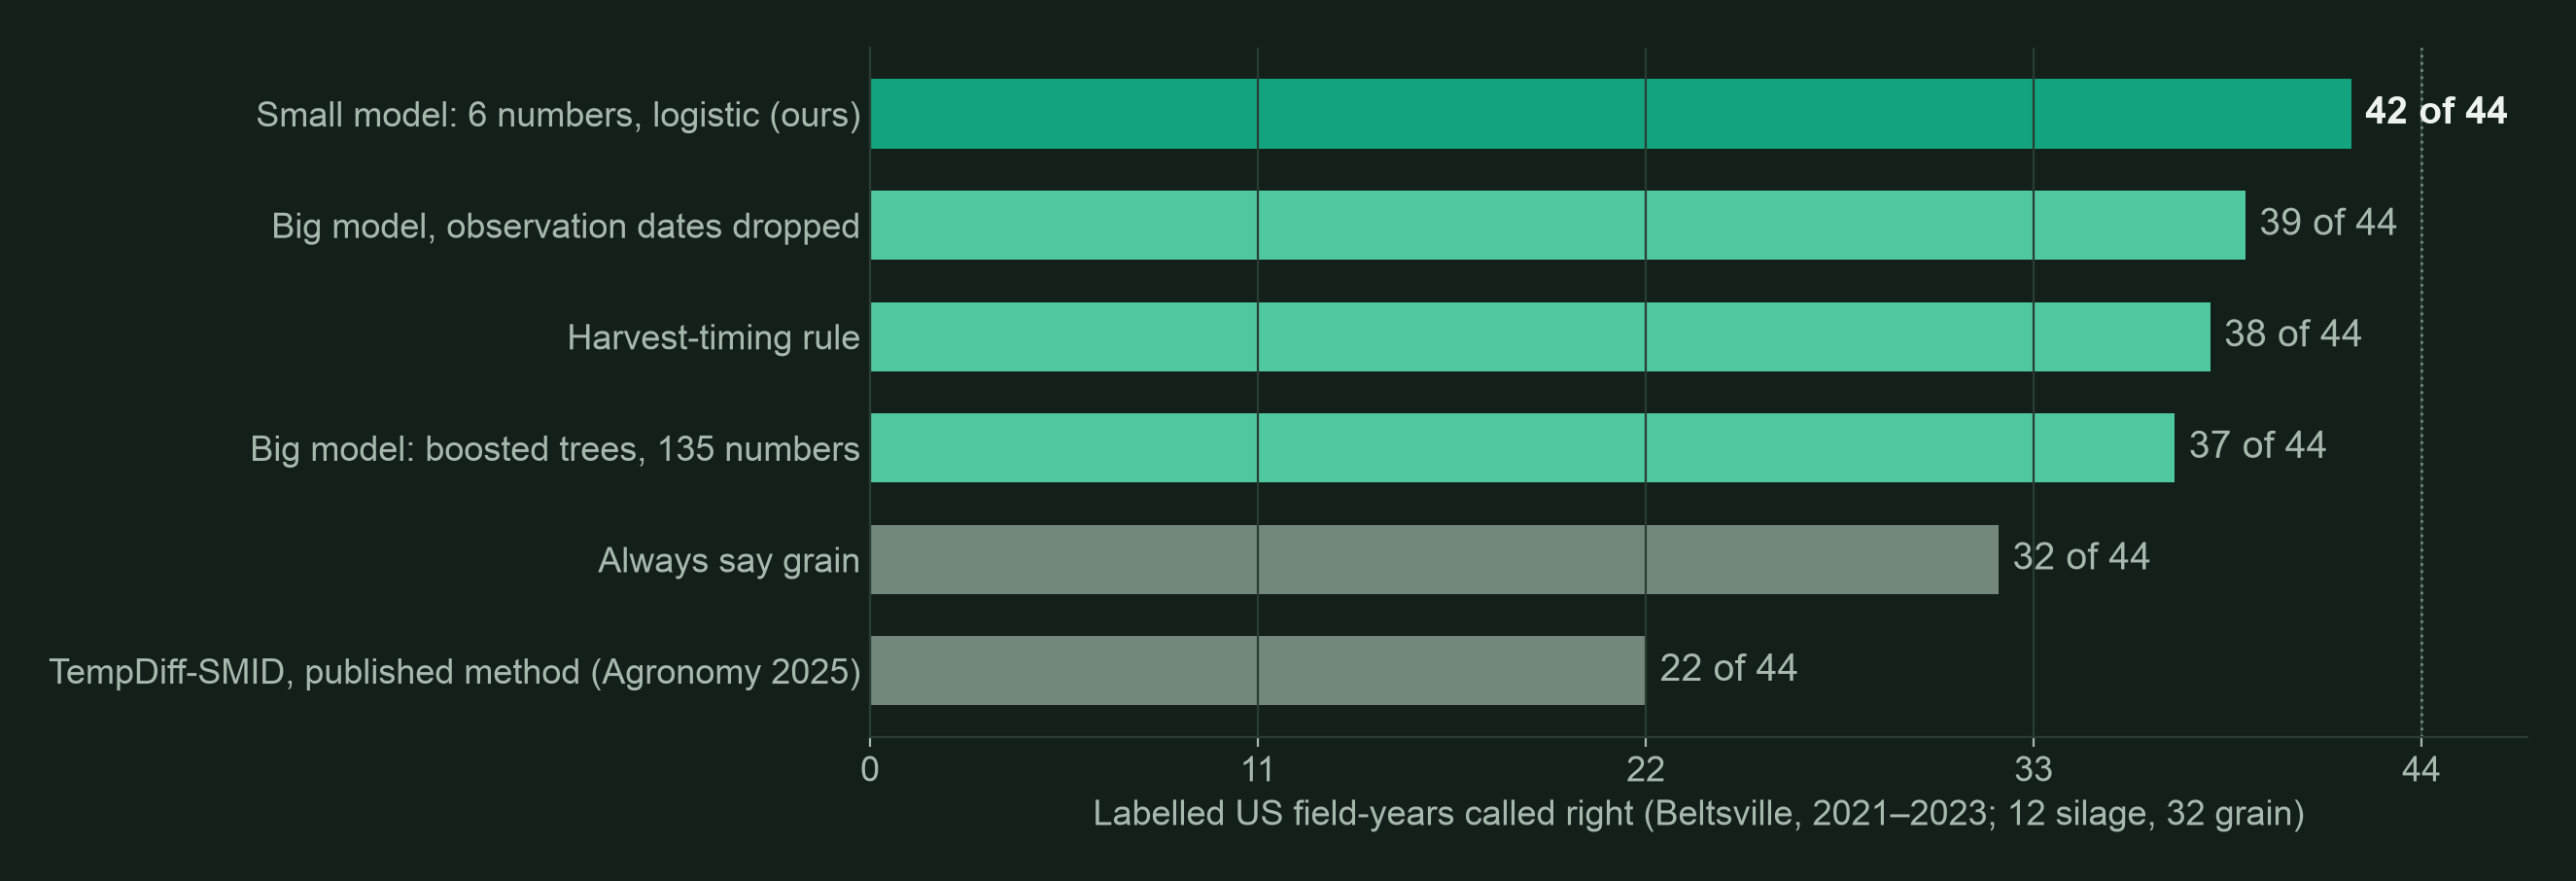 Small model: 6 numbers, logistic (ours)
42 of 44
Big model, observation dates dropped
39 of 44
Harvest-timing rule
38 of 44
Big model: boosted trees, 135 numbers
37 of 44
Always say grain
32 of 44
TempDiff-SMID, published method (Agronomy 2025)
22 of 44
0 11 22 33 44
Labelled US field-years called right (Beltsville, 2021–2023; 12 silage, 32 grain)